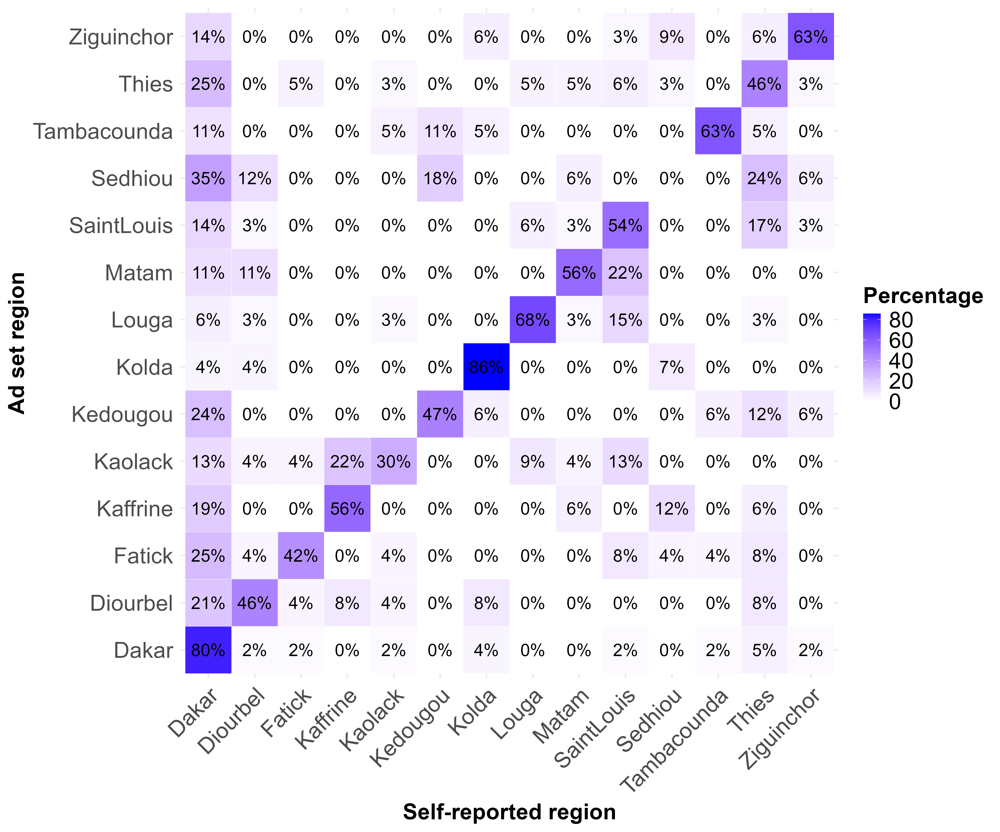 Ad set region
Ziguinchor 14% 0% 0% 0% 0% 0% 6% 0% 0% 3% 9% 0% 6% 63%
Thies 25% 0% 5% 0% 3% 0% 0% 5% 5% 6% 3% 0% 46% 3%
Tambacounda 11% 0% 0% 0% 5% 11% 5% 0% 0% 0% 0% 63% 5% 0%
Sedhiou 35% 12% 0% 0% 0% 18% 0% 0% 6% 0% 0% 0% 24% 6%
SaintLouis 14% 3% 0% 0% 0% 0% 0% 6% 3% 54% 0% 0% 17% 3%
Matam 11% 11% 0% 0% 0% 0% 0% 0% 56% 22% 0% 0% 0% 0%
Louga 6% 3% 0% 0% 3% 0% 0% 68% 3% 15% 0% 0% 3% 0%
Kolda 4% 4% 0% 0% 0% 0% 86% 0% 0% 0% 7% 0% 0% 0%
Kedougou 24% 0% 0% 0% 0% 47% 6% 0% 0% 0% 0% 6% 12% 6%
Kaolack 13% 4% 4% 22% 30% 0% 0% 9% 4% 13% 0% 0% 0% 0%
Kaffrine 19% 0% 0% 56% 0% 0% 0% 0% 6% 0% 12% 0% 6% 0%
Fatick 25% 4% 42% 0% 4% 0% 0% 0% 0% 8% 4% 4% 8% 0%
Diourbel 21% 46% 4% 8% 4% 0% 8% 0% 0% 0% 0% 0% 8% 0%
Dakar 80% 2% 2% 0% 2% 0% 4% 0% 0% 2% 0% 2% 5% 2%
Dakar Diourbel Fatick Kaffrine Kaolack Kedougou Kolda Louga Matam SaintLouis Sedhiou Tambacounda Thies Ziguinchor
Self-reported region
Percentage
80
60
40
20
0